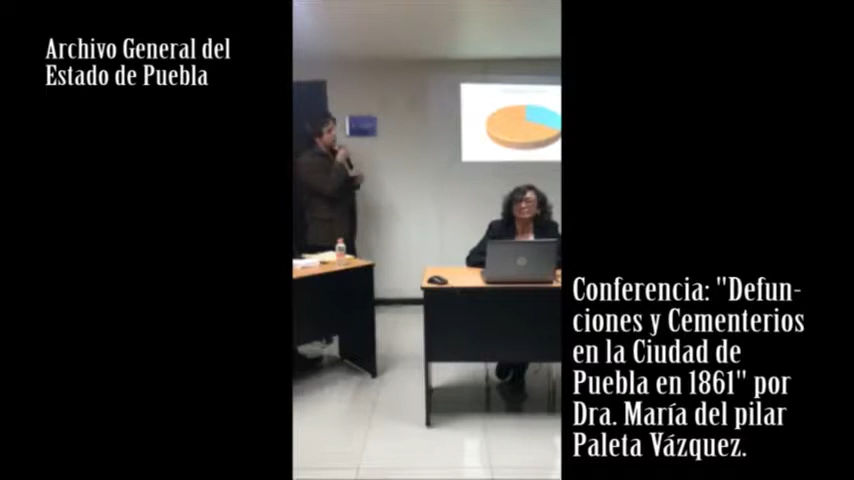 Archivo General del
Estado de Puebla
Conferencia: "Defun-
ciones y Cementerios
en la Ciudad de
Puebla en 1861" por
Dra. María del pilar
Paleta Vázquez.